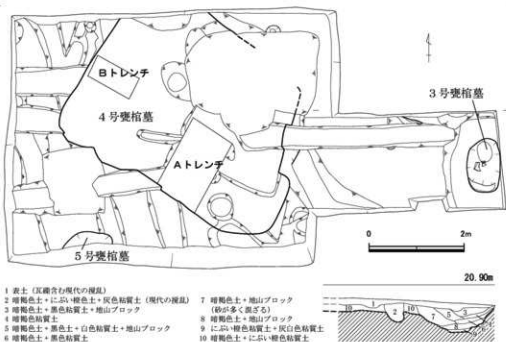 Bトレンチ
4号甕棺墓
Aトレンチ
3号甕棺墓
5号甕棺墓
0 2m
20.90m
1 表土（瓦礫含む現代の撹乱）
2 暗褐色土＋にぶい橙色土＋灰色粘質土（現代の撹乱）
3 暗褐色土＋黒色粘質土＋地山ブロック
4 暗褐色粘質土
5 暗褐色土＋黒色土＋白色粘質土＋地山ブロック
6 暗褐色土＋黒色粘質土
7 暗褐色土＋地山ブロック
（砂が多く混ざる）
8 暗褐色土＋地山ブロック
9 にぶい橙色粘質土＋灰白色粘質土
10 暗褐色土＋にぶい橙色粘質土